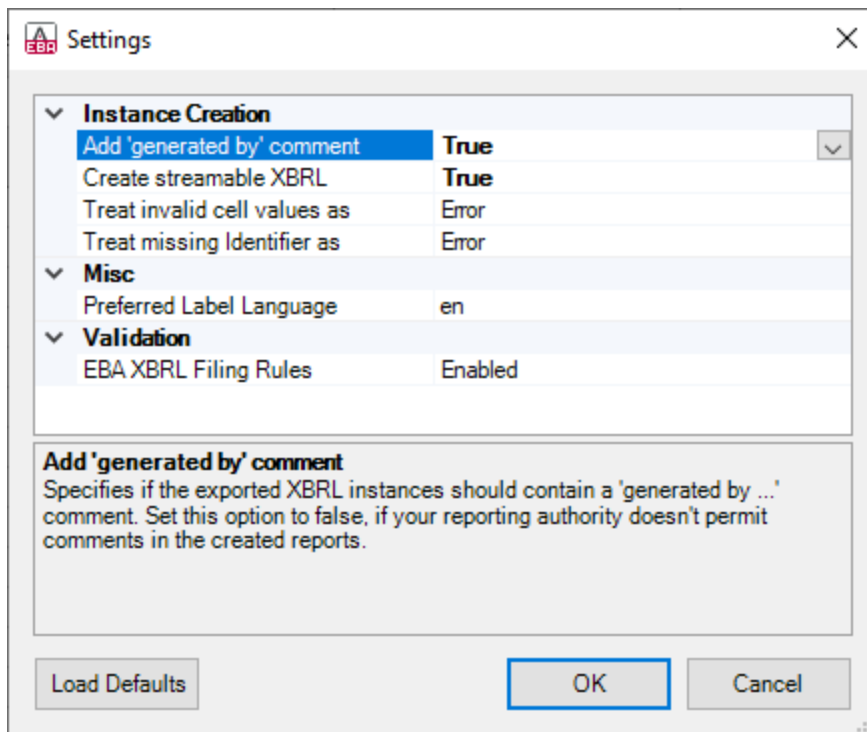 A
EBA Settings
Instance Creation
Add 'generated by' comment True
Create streamable XBRL True
Treat invalid cell values as Error
Treat missing Identifier as Error
Misc
Preferred Label Language en
Validation
EBA XBRL Filing Rules Enabled
Add 'generated by' comment
Specifies if the exported XBRL instances should contain a 'generated by ...'
comment. Set this option to false, if your reporting authority doesn't permit
comments in the created reports.
Load Defaults OK Cancel